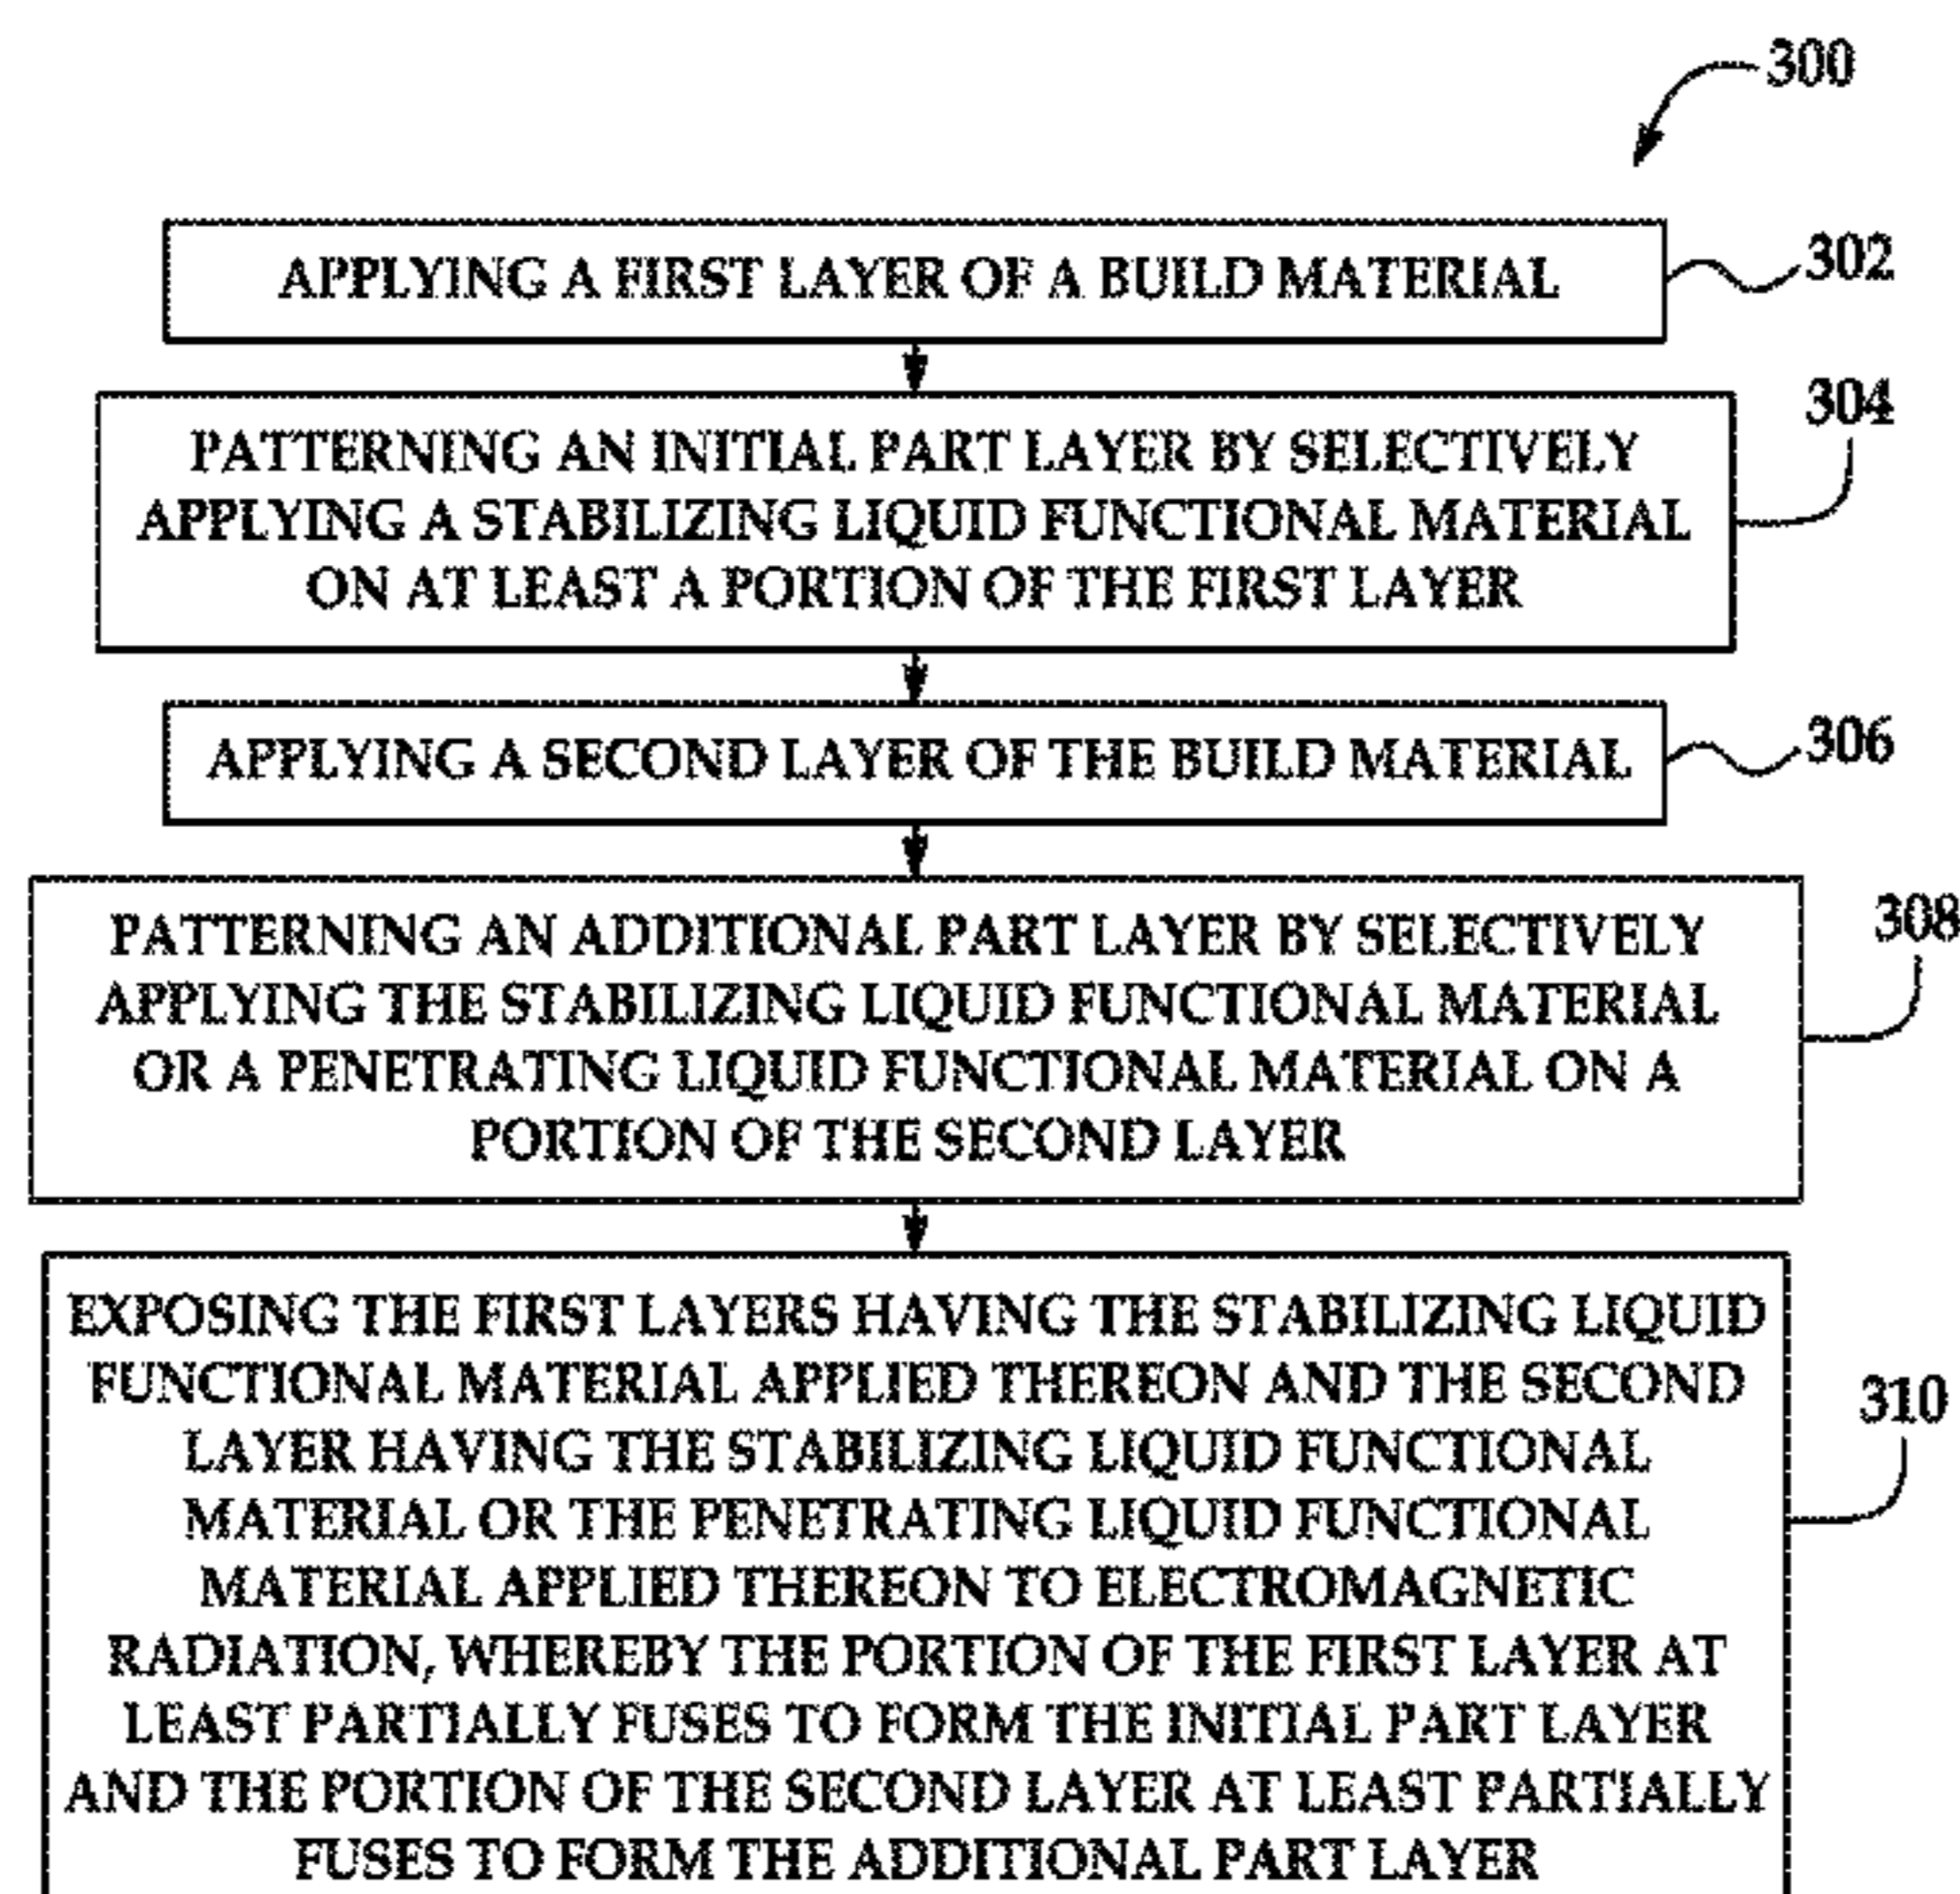 300
APPLYING A FIRST LAYER OF A BUILD MATERIAL
302
304
PATTERNING AN INITIAL PART LAYER BY SELECTIVELY
APPLYING A STABILIZING LIQUID FUNCTIONAL MATERIAL
ON AT LEAST A PORTION OF THE FIRST LAYER
APPLYING A SECOND LAYER OF THE BUILD MATERIAL
306
308
PATTERNING AN ADDITIONAL PART LAYER BY SELECTIVELY
APPLYING THE STABILIZING LIQUID FUNCTIONAL MATERIAL
OR A PENETRATING LIQUID FUNCTIONAL MATERIAL ON A
PORTION OF THE SECOND LAYER
310
EXPOSING THE FIRST LAYERS HAVING THE STABILIZING LIQUID
FUNCTIONAL MATERIAL APPLIED THEREON AND THE SECOND
LAYER HAVING THE STABILIZING LIQUID FUNCTIONAL
MATERIAL OR THE PENETRATING LIQUID FUNCTIONAL
MATERIAL APPLIED THEREON TO ELECTROMAGNETIC
RADIATION, WHEREBY THE PORTION OF THE FIRST LAYER AT
LEAST PARTIALLY FUSES TO FORM THE INITIAL PART LAYER
AND THE PORTION OF THE SECOND LAYER AT LEAST PARTIALLY
FUSES TO FORM THE ADDITIONAL PART LAYER